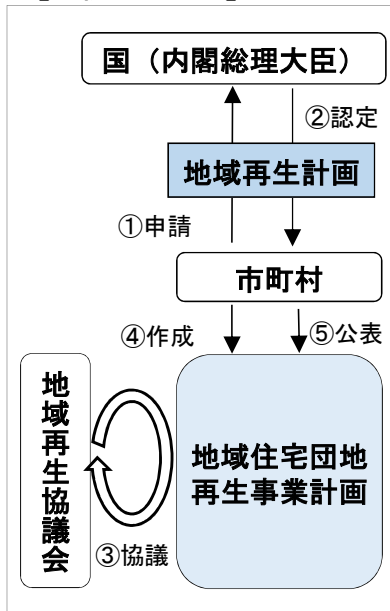 国（内閣総理大臣）
②認定
地域再生計画
①申請
市町村
④作成
⑤公表
地域再生協議会
地域住宅団地
再生事業計画
③協議